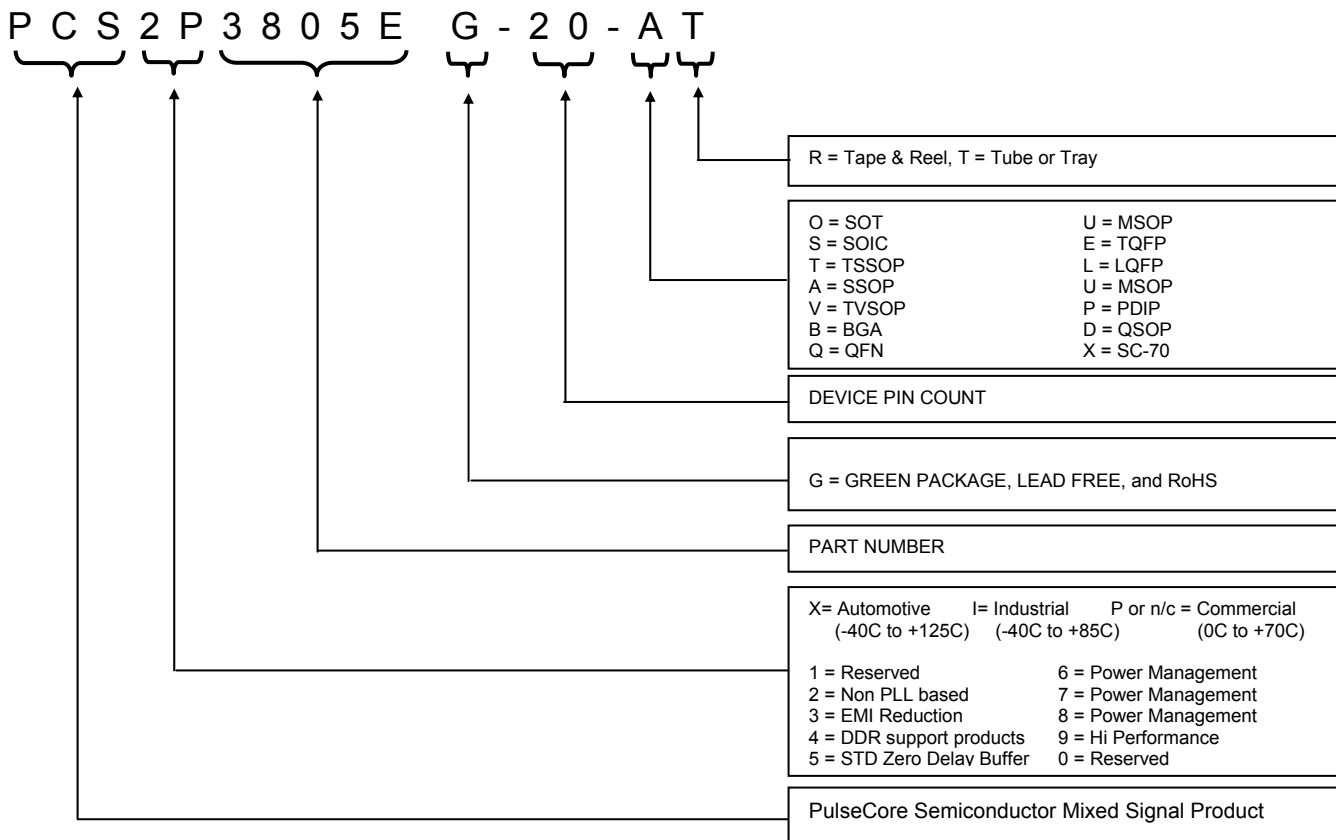 P C S 2 P 3 8 0 5 E G - 2 0 - A T
R = Tape & Reel, T = Tube or Tray
O = SOT U = MSOP
S = SOIC E = TQFP
T = TSSOP L = LQFP
A = SSOP U = MSOP
V = TVSOP P = PDIP
B = BGA D = QSOP
Q = QFN X = SC-70
DEVICE PIN COUNT
G = GREEN PACKAGE, LEAD FREE, and RoHS
PART NUMBER
X= Automotive I= Industrial P or n/c = Commercial
(-40C to +125C) (-40C to +85C) (0C to +70C)
1 = Reserved 6 = Power Management
2 = Non PLL based 7 = Power Management
3 = EMI Reduction 8 = Power Management
4 = DDR support products 9 = Hi Performance
5 = STD Zero Delay Buffer 0 = Reserved
PulseCore Semiconductor Mixed Signal Product